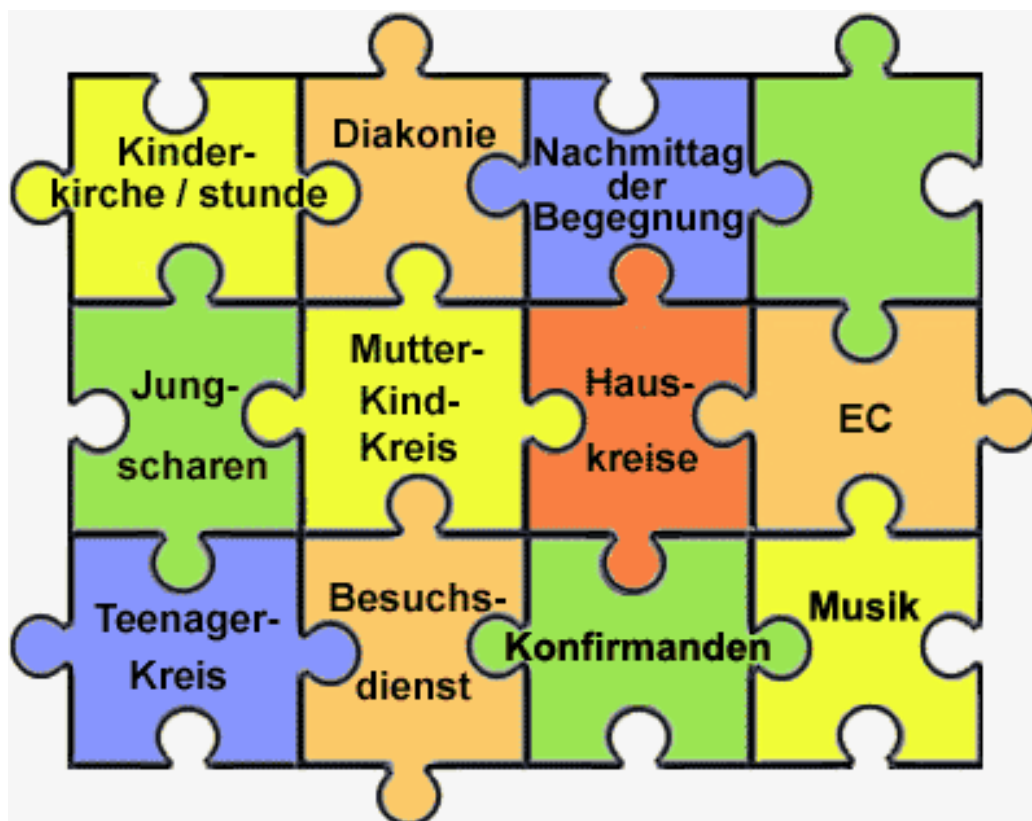 Kinder-
kirche / stunde
Diakonie
Nachmittag
der
Begegnung
Jung-
scharen
Mutter-
Kind-
Kreis
Haus-
kreise
EC
Teenager-
Kreis
Besuchs-
dienst
Konfirmanden
Musik